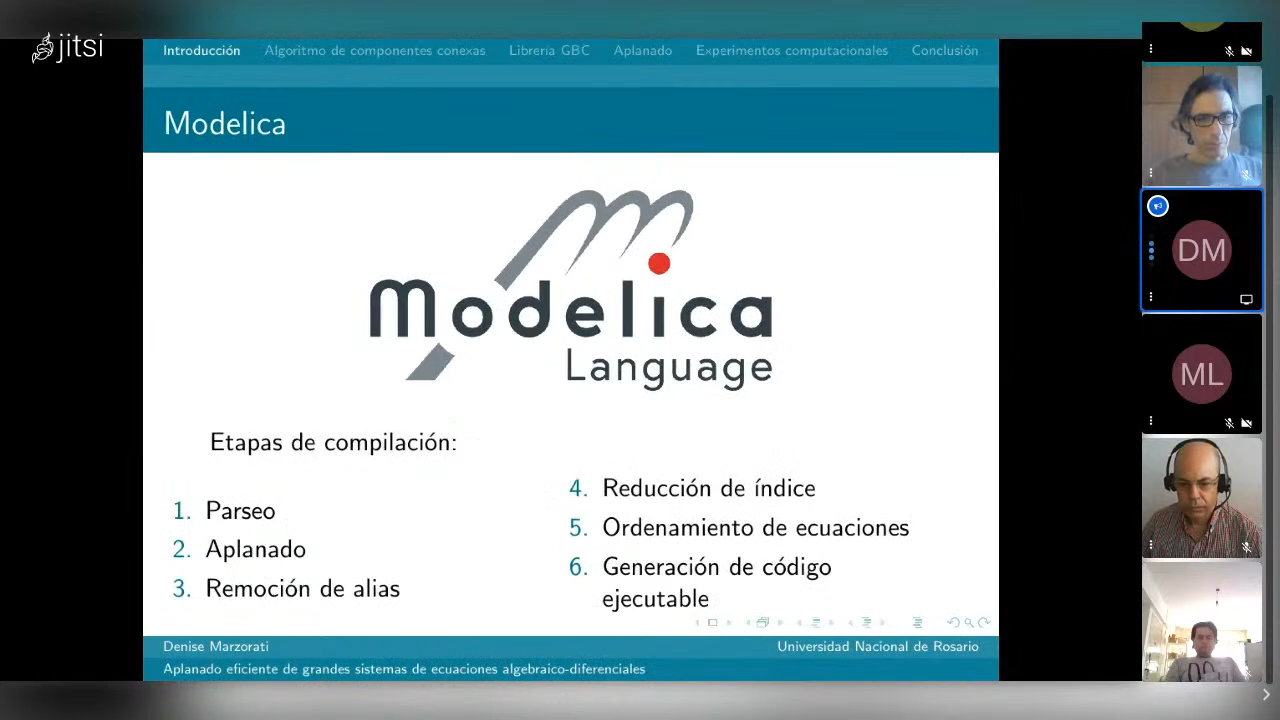 jitsi
Introducción Algoritmo de componentes conexas Libreria GBC Aplanado Experimentos computacionales Conclusión
Modelica
Modelica
Language
Etapas de compilación:
1. Parseo
2. Aplanado
3. Remoción de alias
4. Reducción de índice
5. Ordenamiento de ecuaciones
6. Generación de código
ejecutable
Denise Marzorati Universidad Nacional de Rosario
Aplanado eficiente de grandes sistemas de ecuaciones algebraico-diferenciales
DM
ML